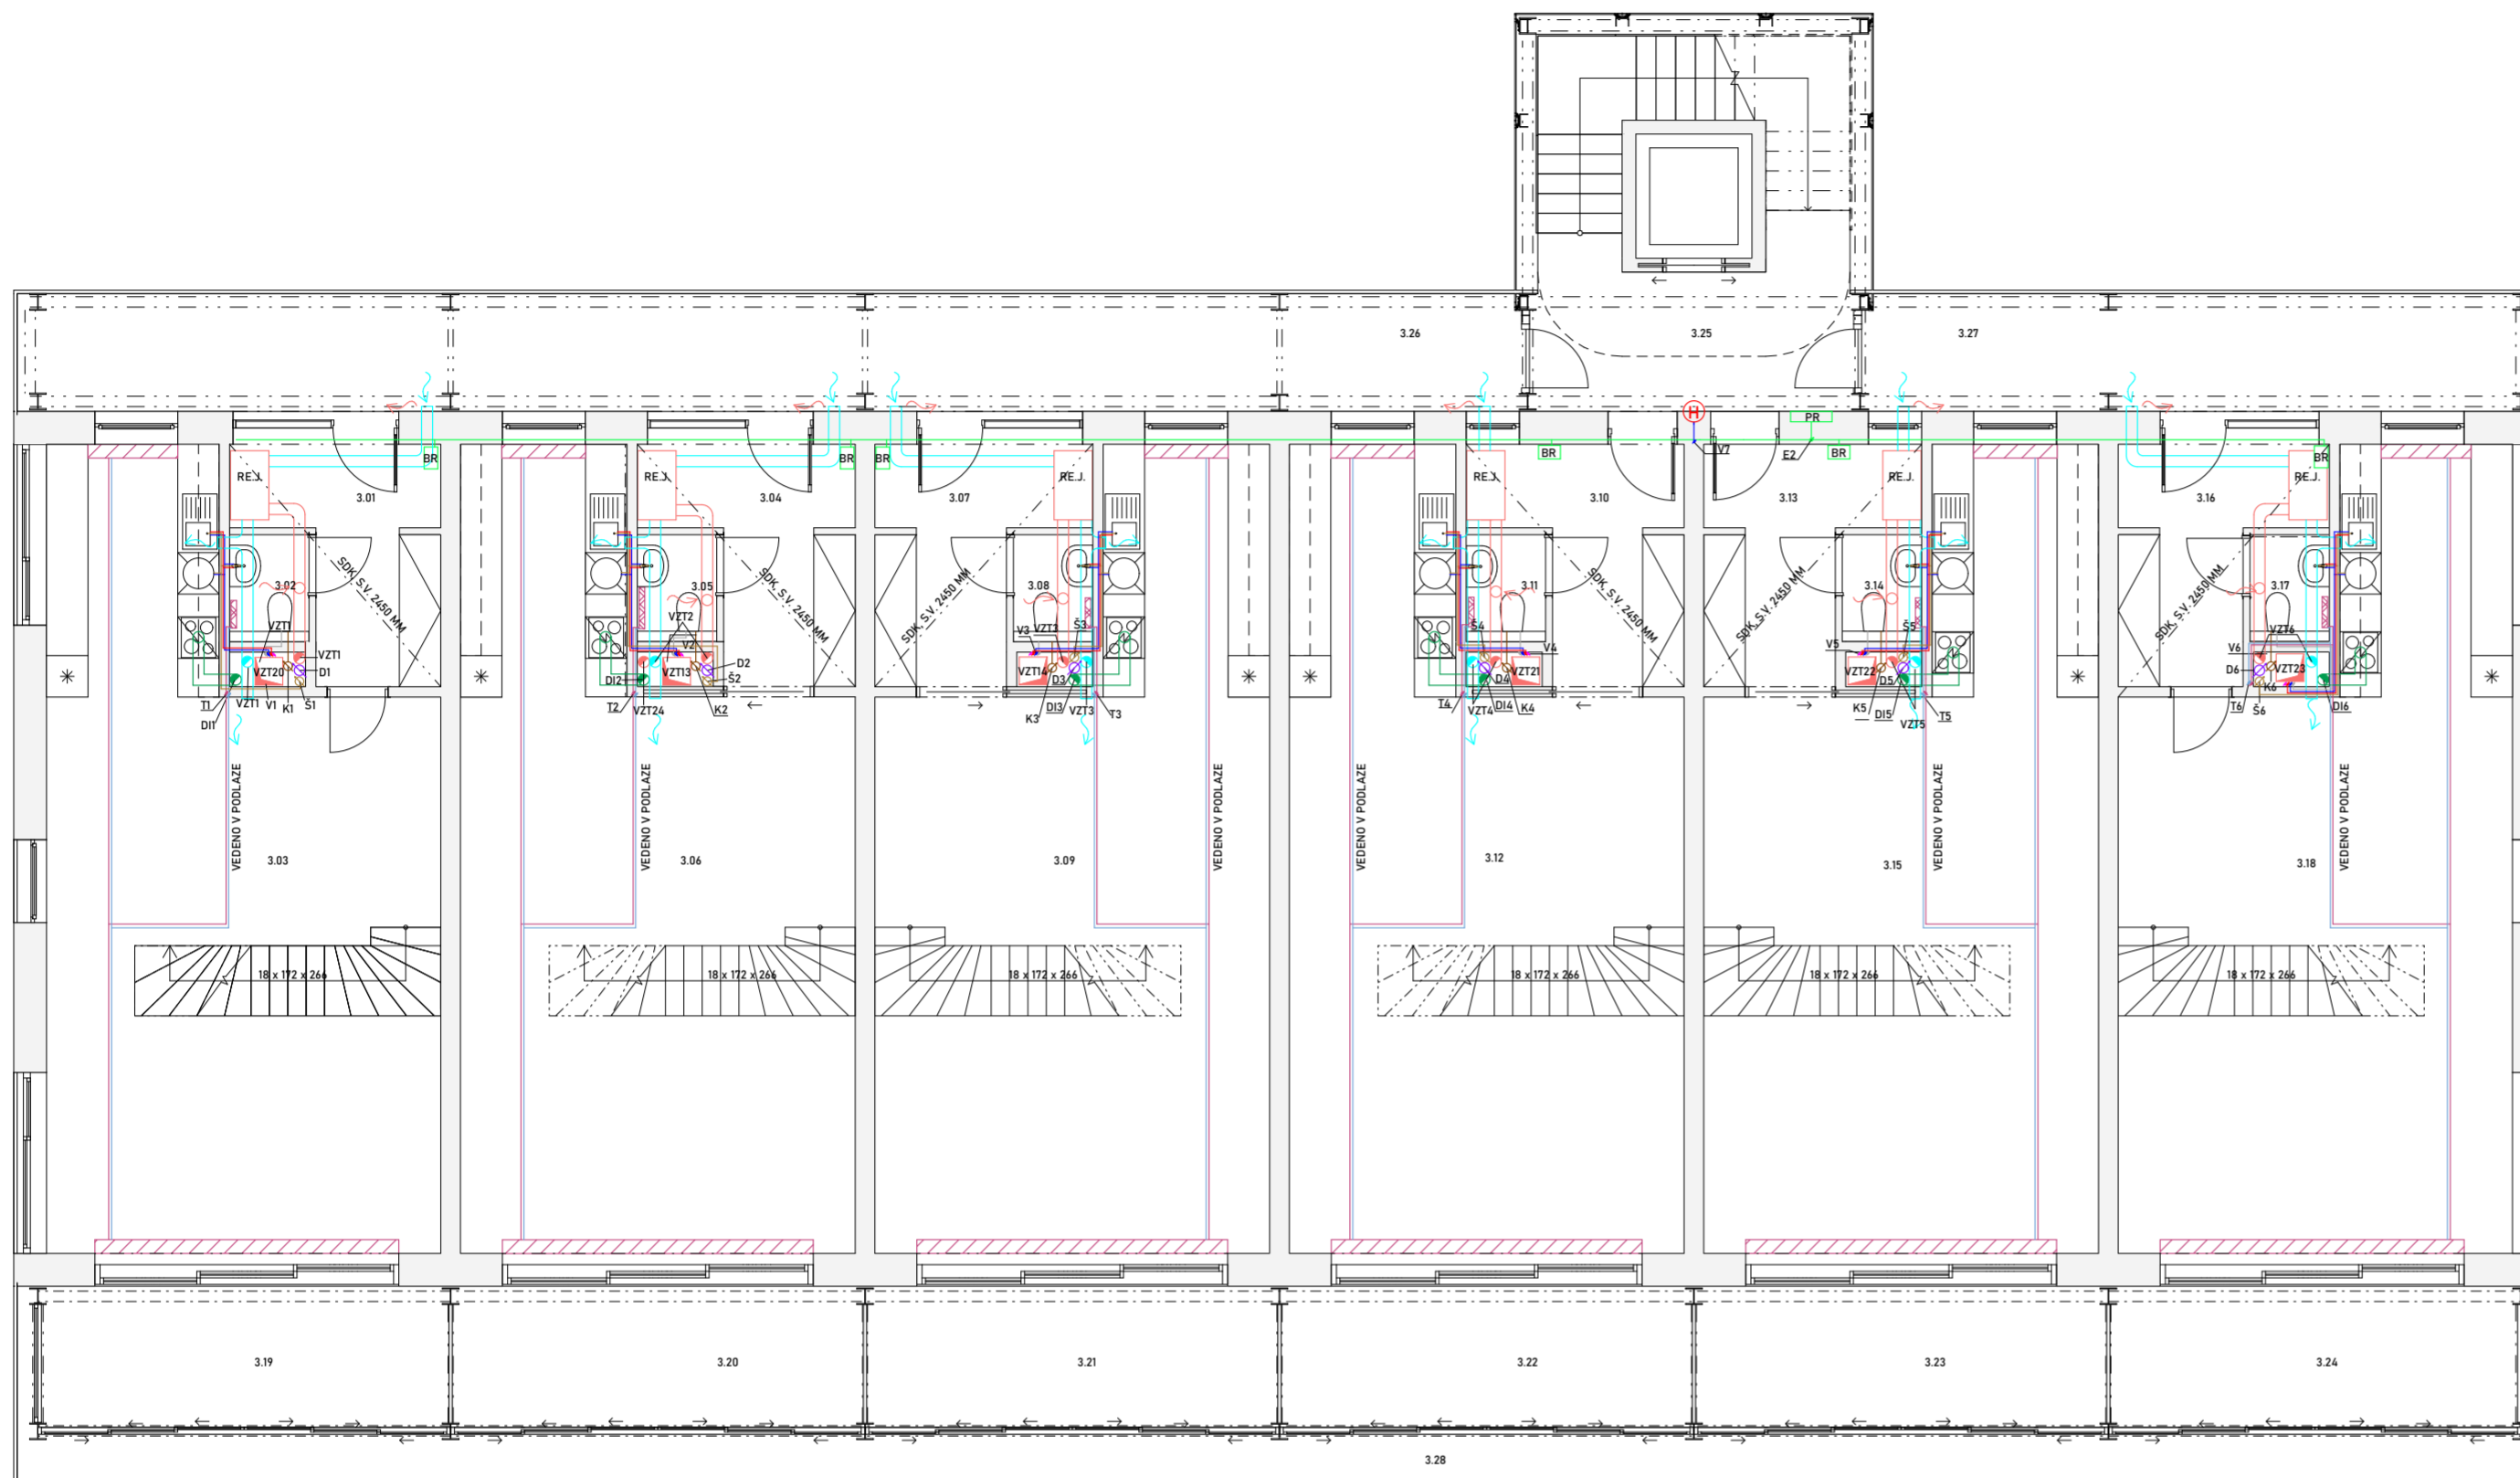 3.26
3.25
3.27
H
PR
V7
E2
BR
BR
BR
BR
BR
BR
RE.J.
RE.J.
RE.J.
RE.J.
RE.J.
RE.J.
3.01
3.04
3.07
3.10
3.13
3.16
3.02
3.05
3.08
3.11
3.14
3.17
SDK, S.V. 2450 MM
SDK, S.V. 2450 MM
SDK, S.V. 2450 MM
SDK, S.V. 2450 MM
SDK, S.V. 2450 MM
SDK, S.V. 2450 MM
VZT1
VZT1
VZT20
D1
T1
DI1
VZT1
V1
K1
Š1
VZT2
V2
VZT13
D2
Š2
DI2
T2
VZT24
K2
V3
VZT3
Š3
VZT14
D3
K3
DI3
VZT3
T3
Š4
V4
VZT21
D4
T4
VZT4
DI4
K4
V5
Š5
VZT22
D5
K5
DI5
VZT5
T5
VZT6
V6
D6
VZT23
K6
T6
Š6
DI6
VEDENO V PODLAZE
VEDENO V PODLAZE
VEDENO V PODLAZE
VEDENO V PODLAZE
VEDENO V PODLAZE
VEDENO V PODLAZE
3.03
3.06
3.09
3.12
3.15
3.18
18 x 172 x 266
18 x 172 x 266
18 x 172 x 266
18 x 172 x 266
18 x 172 x 266
18 x 172 x 266
3.19
3.20
3.21
3.22
3.23
3.24
3.28